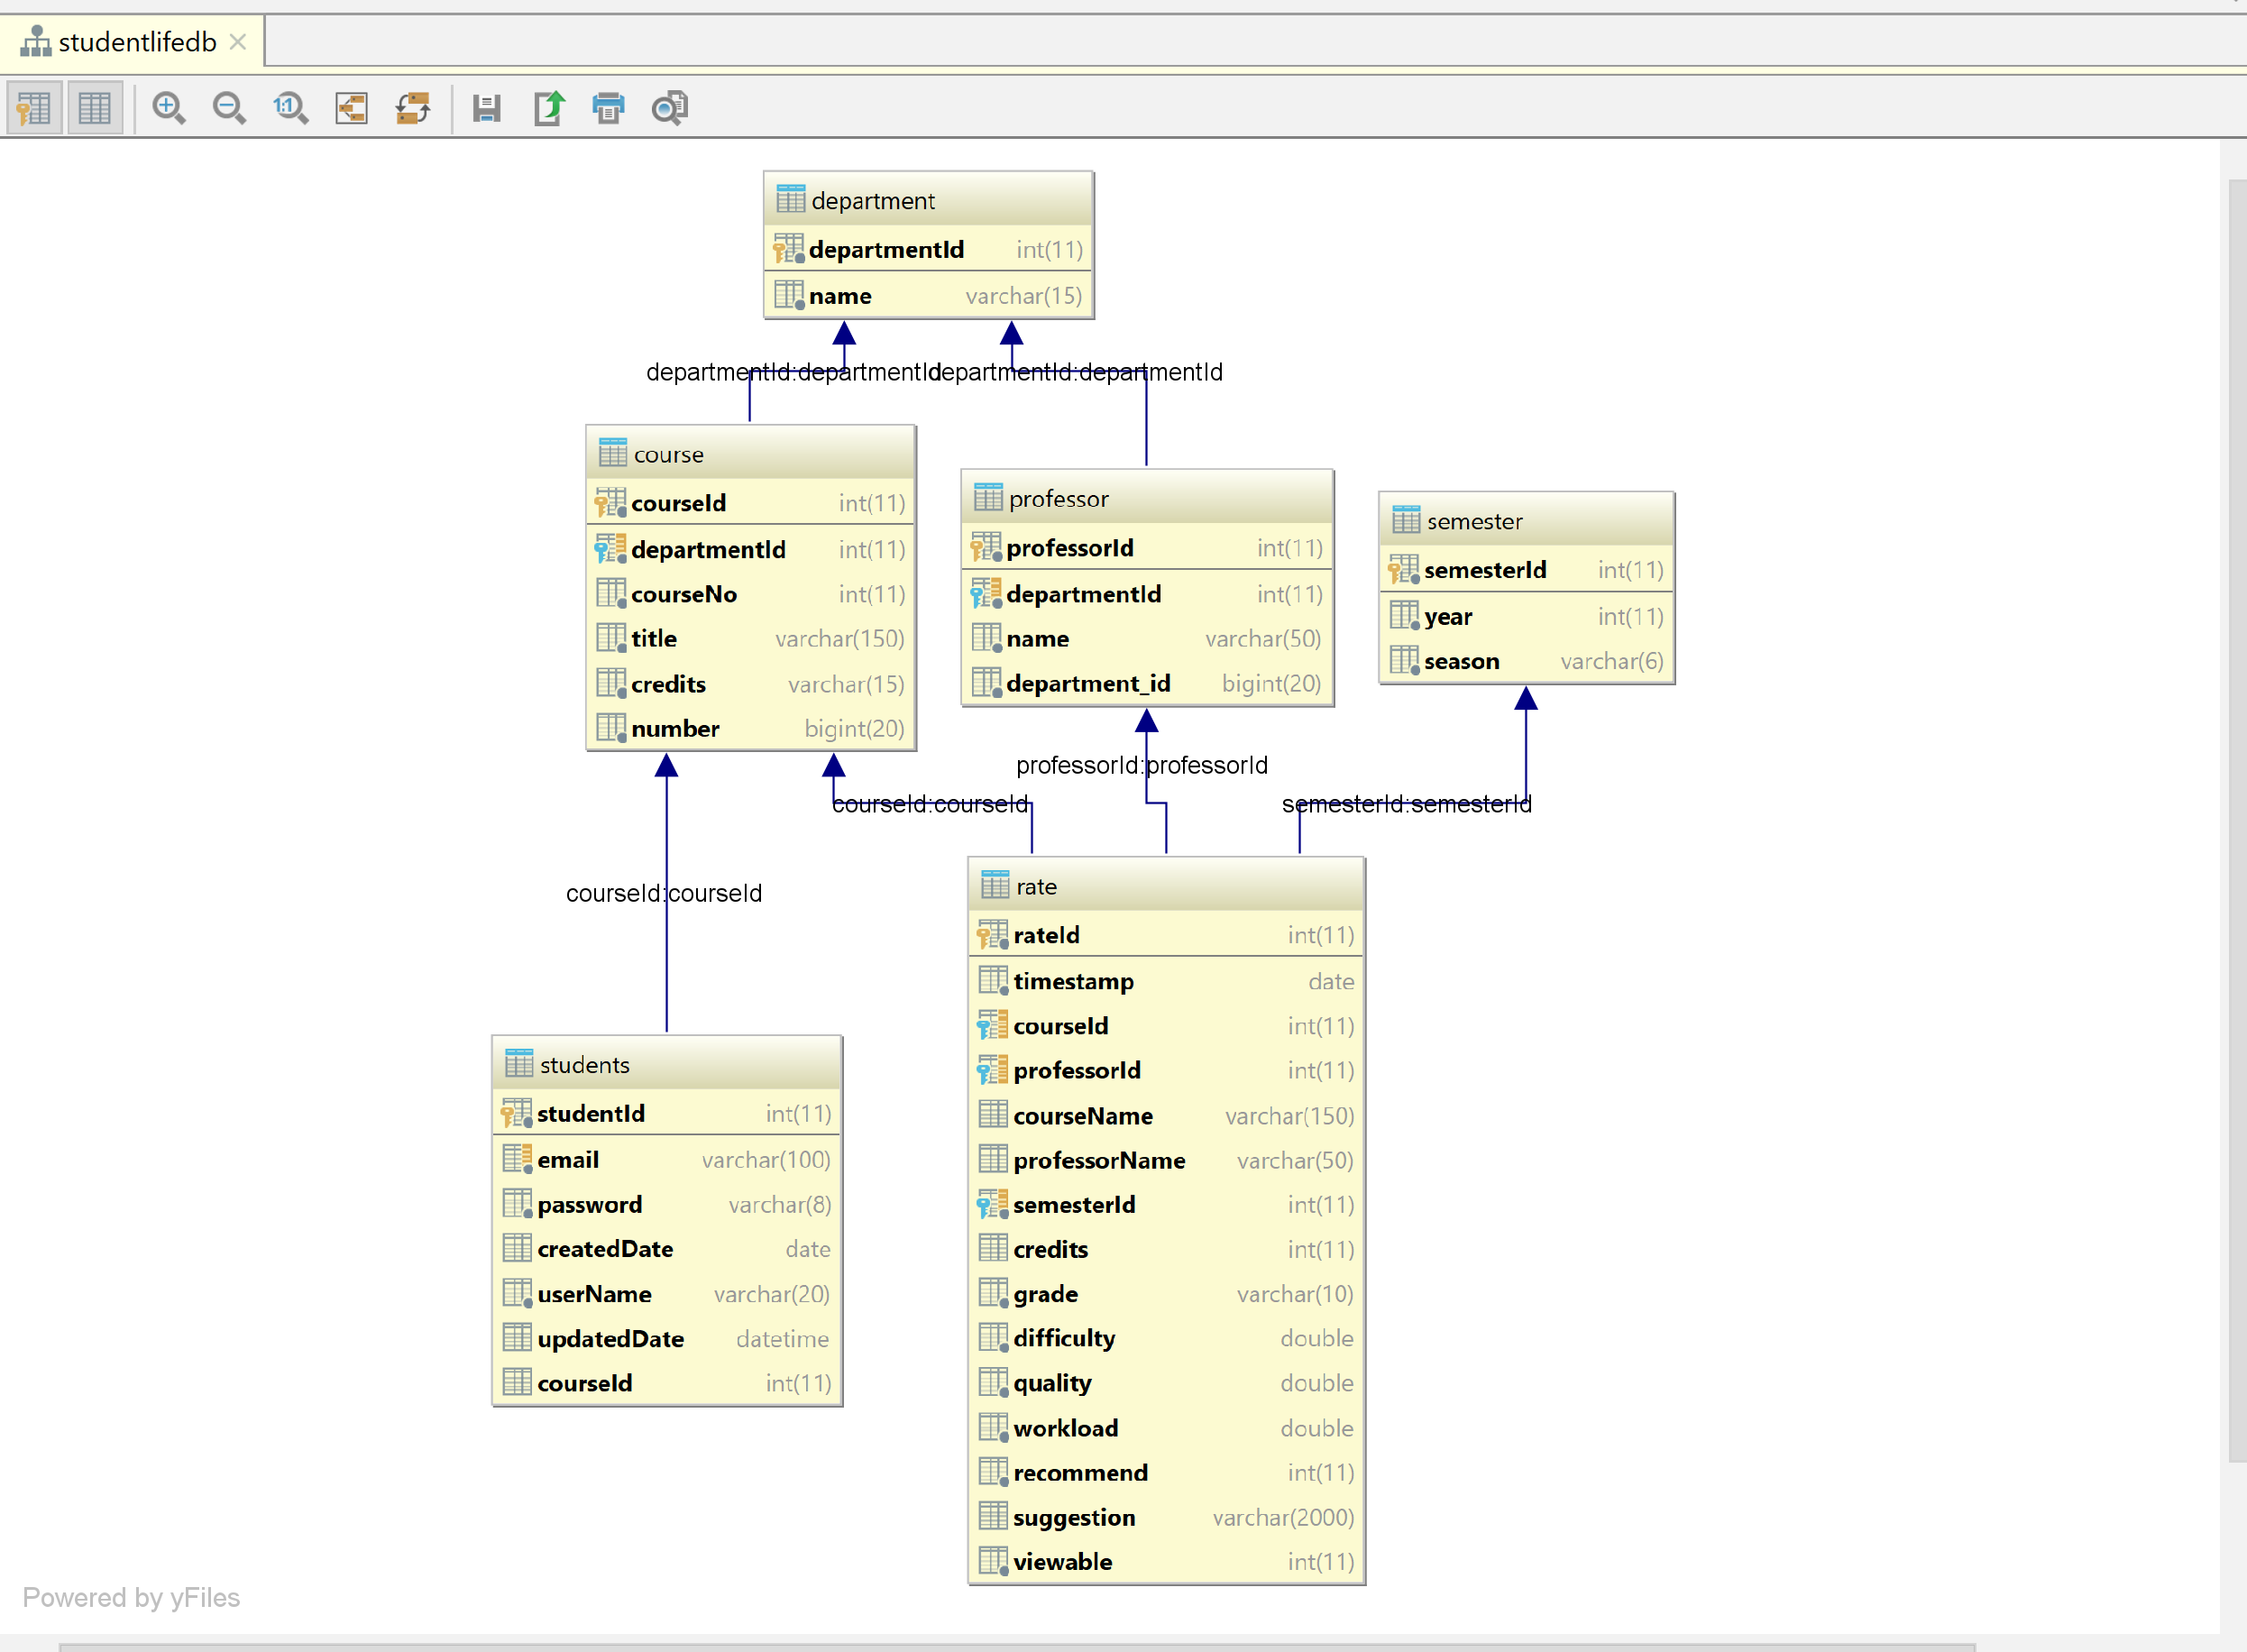 studentlifedb
1:1
department
departmentId int(11)
name varchar(15)
departmentId:departmentId
departmentId:departmentId
course
courseId int(11)
departmentId int(11)
courseNo int(11)
title varchar(150)
credits varchar(15)
number bigint(20)
professor
professorId int(11)
departmentId int(11)
name varchar(50)
department_id bigint(20)
semester
semesterId int(11)
year int(11)
season varchar(6)
professorId:professorId
courseId:courseId
semesterId:semesterId
courseId:courseId
rate
rateId int(11)
timestamp date
courseId int(11)
professorId int(11)
courseName varchar(150)
professorName varchar(50)
semesterId int(11)
credits int(11)
grade varchar(10)
difficulty double
quality double
workload double
recommend int(11)
suggestion varchar(2000)
viewable int(11)
students
studentId int(11)
email varchar(100)
password varchar(8)
createdDate date
userName varchar(20)
updatedDate datetime
courseId int(11)
Powered by yFiles